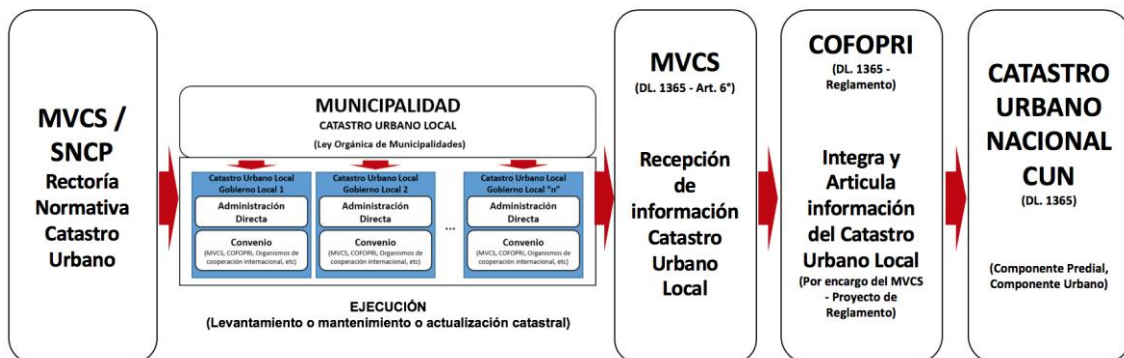 MVCS /
SNCP
Rectoría
Normativa
Catastro
Urbano
MUNICIPALIDAD
CATASTRO URBANO LOCAL
(Ley Orgánica de Municipalidades)
Catastro Urbano Local
Gobierno Local 1
Administración
Directa
Convenio
(MVCS, COFOPRI, Organismos de
cooperación internacional, etc)
Catastro Urbano Local
Gobierno Local 2
Administración
Directa
Convenio
(MVCS, COFOPRI, Organismos de
cooperación internacional, etc)
...
Catastro Urbano Local
Gobierno Local "n"
Administración
Directa
Convenio
(MVCS, COFOPRI, Organismos de
cooperación internacional, etc)
EJECUCIÓN
(Levantamiento o mantenimiento o actualización catastral)
MVCS
(DL. 1365 - Art. 6°)
Recepción
de
información
Catastro
Urbano
Local
COFOPRI
(DL. 1365 -
Reglamento)
Integra y
Articula
información
del Catastro
Urbano Local
(Por encargo del MVCS
- Proyecto de
Reglamento)
CATASTRO
URBANO
NACIONAL
CUN
(DL. 1365)
(Componente Predial,
Componente Urbano)